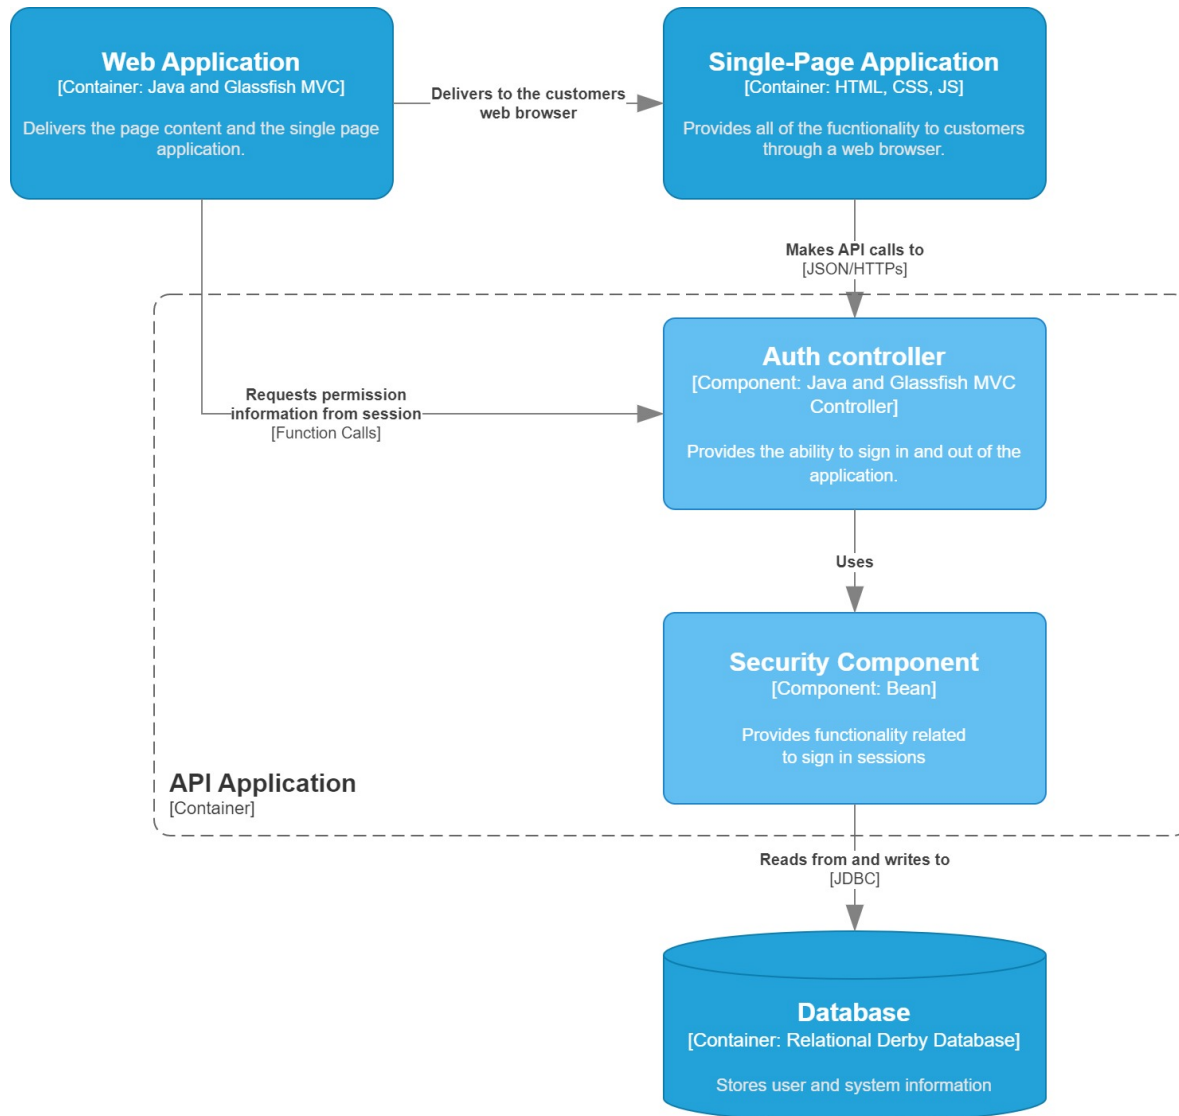 Web Application
[Container: Java and Glassfish MVC]
Delivers the page content and the single page
application.
Delivers to the customers
web browser
Single-Page Application
[Container: HTML, CSS, JS]
Provides all of the fucntionality to customers
through a web browser.
Makes API calls to
[JSON/HTTPs]
Requests permission
information from session
[Function Calls]
Auth controller
[Component: Java and Glassfish MVC
Controller]
Provides the ability to sign in and out of the
application.
Uses
Security Component
[Component: Bean]
Provides functionality related
to sign in sessions
API Application
[Container]
Reads from and writes to
[JDBC]
Database
[Container: Relational Derby Database]
Stores user and system information